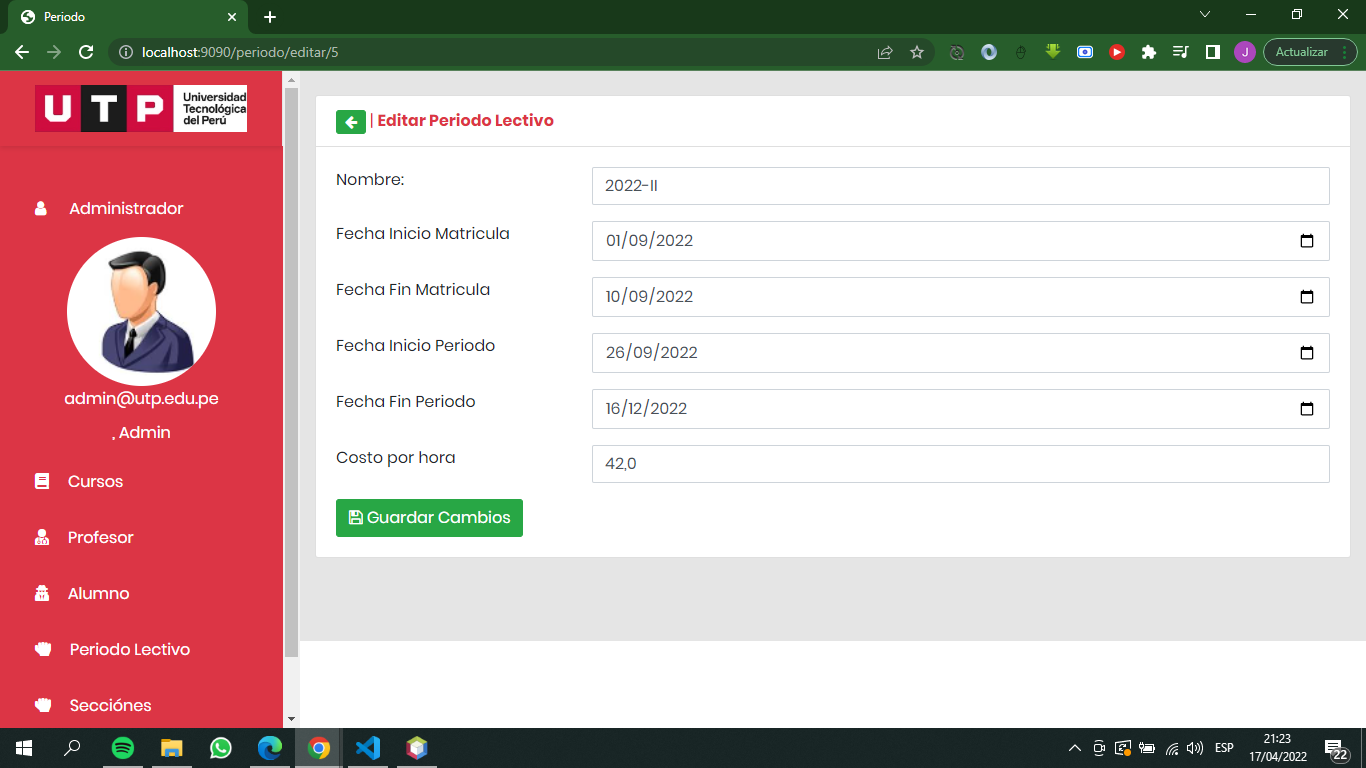 Periodo
localhost:9090/periodo/editar/5
J
Actualizar
UTP
Universidad
Tecnológica
del Perú
| Editar Periodo Lectivo
Administrador
admin@utp.edu.pe
, Admin
Cursos
Profesor
Alumno
Periodo Lectivo
Secciónes
Nombre:
2022-II
Fecha Inicio Matricula
01/09/2022
Fecha Fin Matricula
10/09/2022
Fecha Inicio Periodo
26/09/2022
Fecha Fin Periodo
16/12/2022
Costo por hora
42,0
Guardar Cambios
ESP
21:23
17/04/2022
22